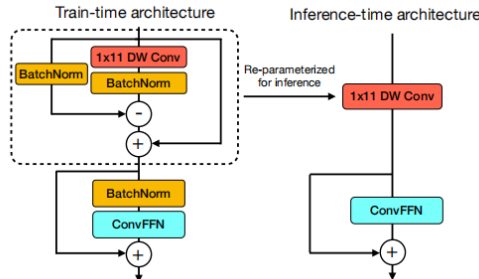 Train-time architecture
Inference-time architecture
1x11 DW Conv
BatchNorm
BatchNorm
-
+
Re-parameterized
for inference
1x11 DW Conv
BatchNorm
ConvFFN
+
ConvFFN
+